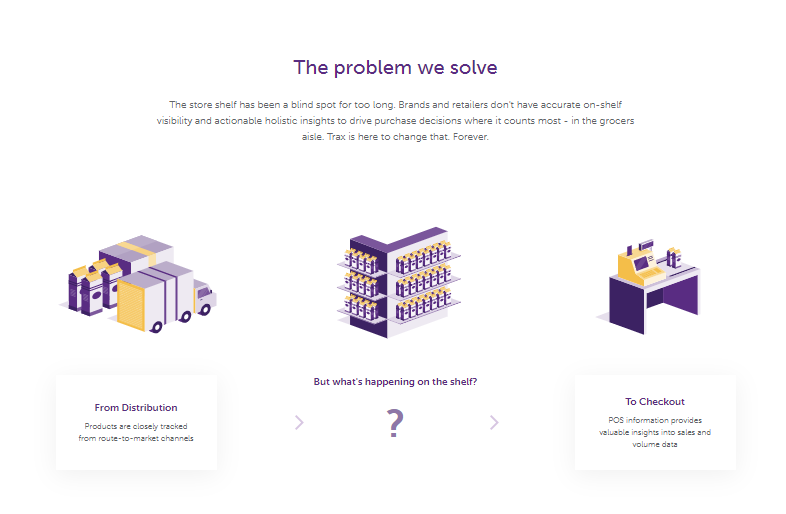 The problem we solve
The store shelf has been a blind spot for too long. Brands and retailers don't have accurate on-shelf
visibility and actionable holistic insights to drive purchase decisions where it counts most - in the grocers
aisle. Trax is here to change that. Forever.
From Distribution
Products are closely tracked
from route-to-market channels
But what's happening on the shelf?
?
To Checkout
POS information provides
valuable insights into sales and
volume data